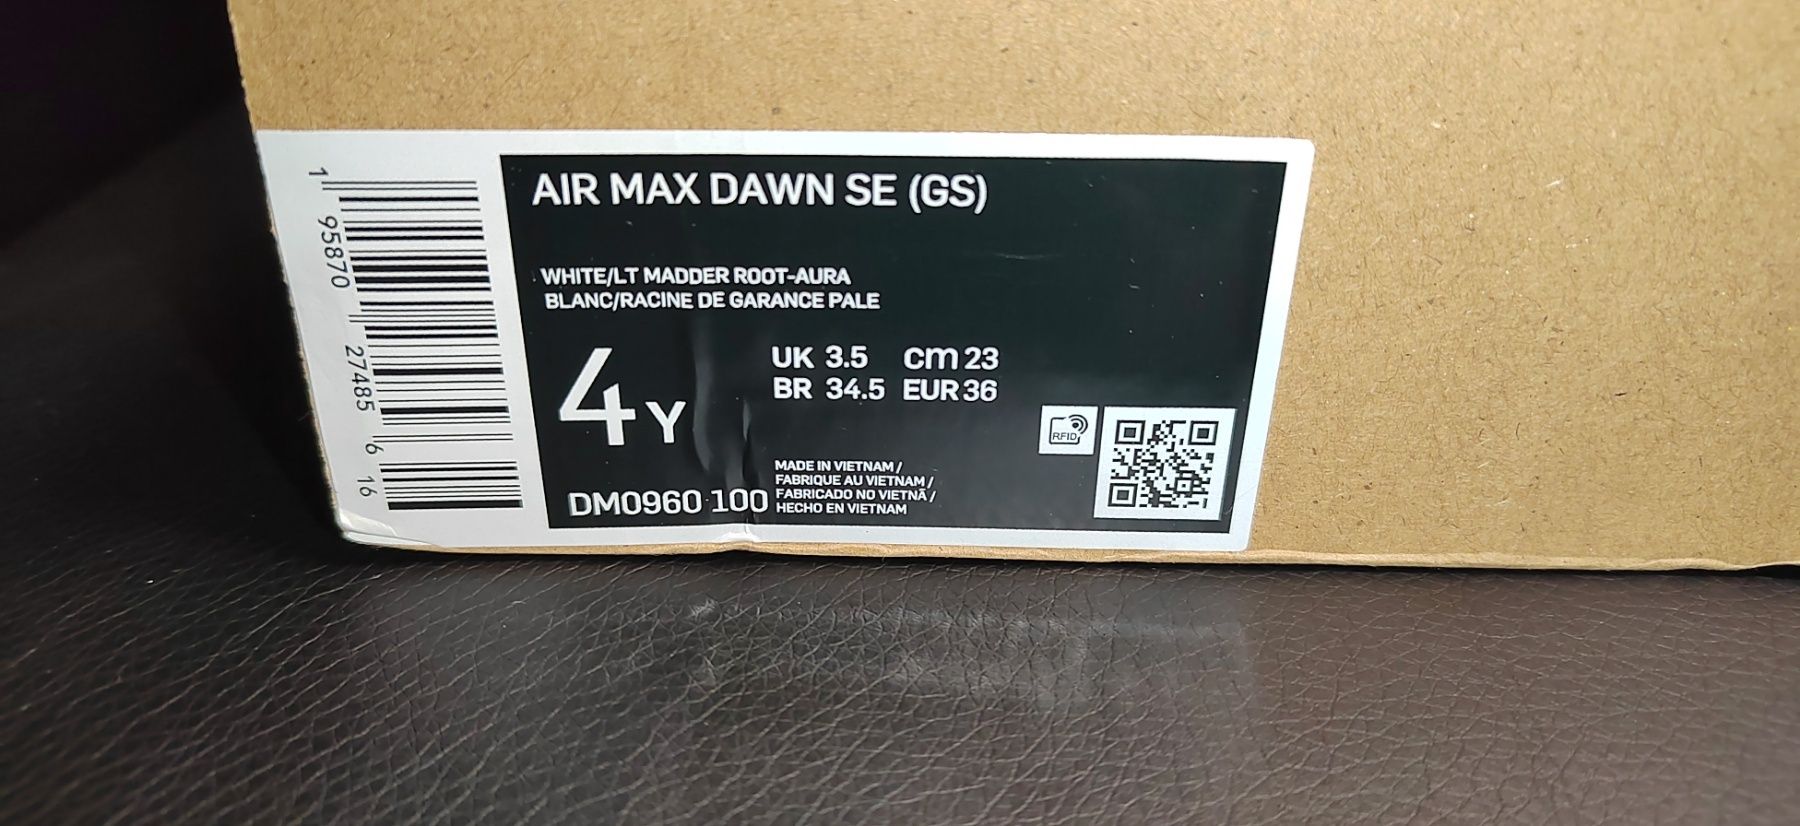 AIR MAX DAWN SE (GS)
WHITE/LT MADDER ROOT-AURA
BLANC/RACINE DE GARANCE PALE
4Y
UK 3.5 cm 23
BR 34.5 EUR 36
RFID
MADE IN VIETNAM /
FABRIQUE AU VIETNAM /
FABRICADO NO VIETNÃ /
HECHO EN VIETNAM
DM0960 100
1 95870 27485 6 16